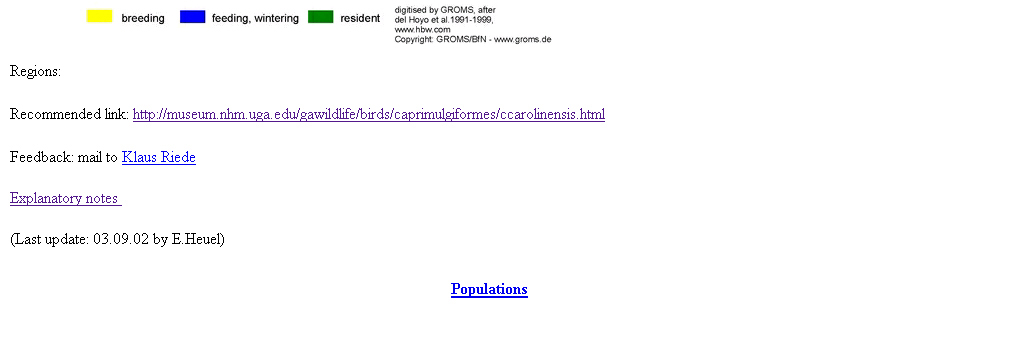 breeding feeding, wintering resident
digitised by GROMS, after
del Hoyo et al.1991-1999,
www.hbw.com
Copyright: GROMS/BfN - www.groms.de
Regions:
Recommended link: http://museum.nhm.uga.edu/gawildlife/birds/caprimulgiformes/ccarolinensis.html
Feedback: mail to Klaus Riede
Explanatory notes
(Last update: 03.09.02 by E.Heuel)
Populations